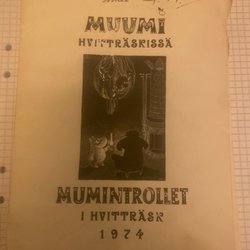 MUUMI
HVITTRÄSKISSÄ
MUMINTROLLET
I HVITTRÄSK
1974